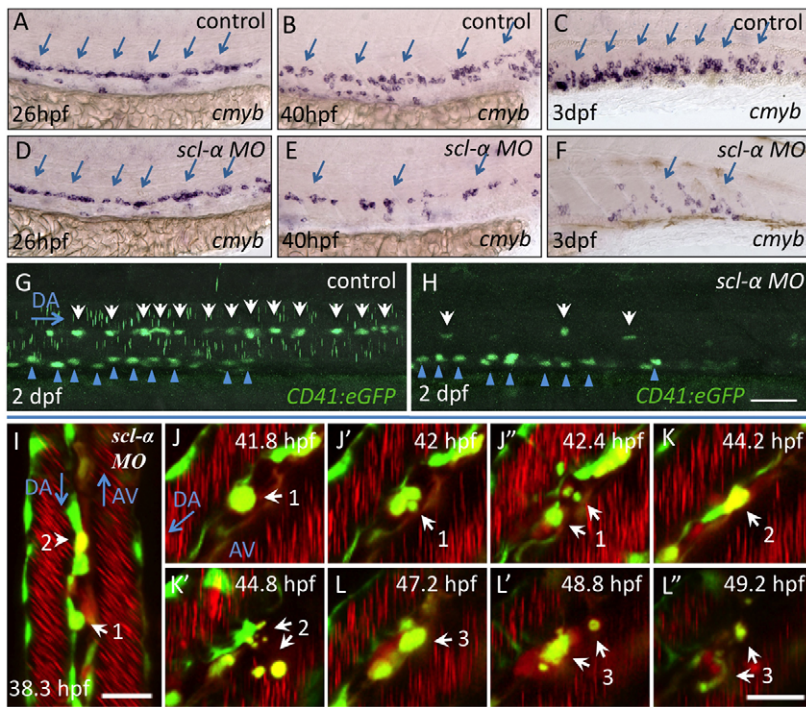 A control
26hpf cmyb
B control
40hpf cmyb
C control
3dpf cmyb
D scl-α MO
26hpf cmyb
E scl-α MO
40hpf cmyb
F scl-α MO
3dpf cmyb
G control
DA
2 dpf CD41:eGFP
H scl-α MO
2 dpf CD41:eGFP
I scl-α
MO
DA AV
2
1
38.3 hpf
J 41.8 hpf
1
DA
AV
J' 42 hpf
1
J" 42.4 hpf
1
K 44.2 hpf
2
K' 44.8 hpf
2
L 47.2 hpf
3
L' 48.8 hpf
3
L" 49.2 hpf
3